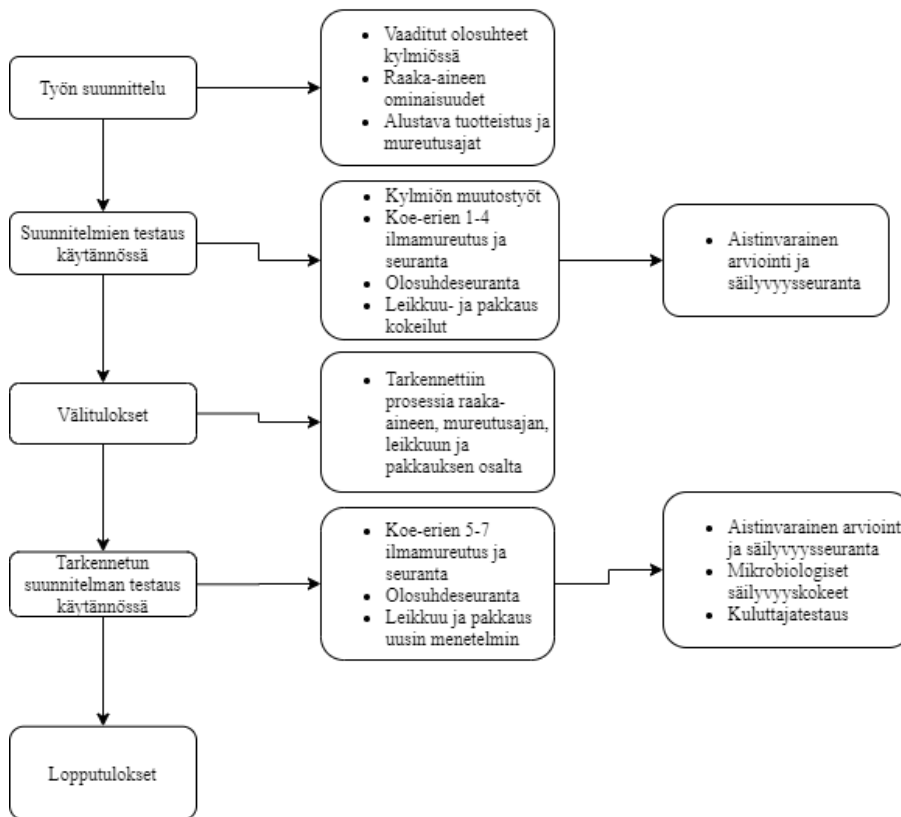 Työn suunnittelu
• Vaaditut olosuhteet
kylmiössä
• Raaka-aineen
ominaisuudet
• Alustava tuotteistus ja
mureutusajat
Suunnitelmien testaus
käytännössä
• Kylmiön muutostyöt
• Koe-erien 1-4
ilmamureutus ja
seuranta
• Olosuhdeseuranta
• Leikkuu- ja pakkaus
kokeilut
• Aistinvarainen
arviointi ja
säilyvyysseuranta
Välitulokset
• Tarkennettiin
prosessia raaka-
aineen, mureutusajan,
leikkuun ja
pakkauksen osalta
Tarkennetun
suunnitelman testaus
käytännössä
• Koe-erien 5-7
ilmamureutus ja
seuranta
• Olosuhdeseuranta
• Leikkuu ja pakkaus
uusin menetelmin
• Aistinvarainen arvioint
ja säilyvyysseuranta
• Mikrobiologiset
säilyvyyskokeet
• Kuluttajatestaus
Lopputulokset